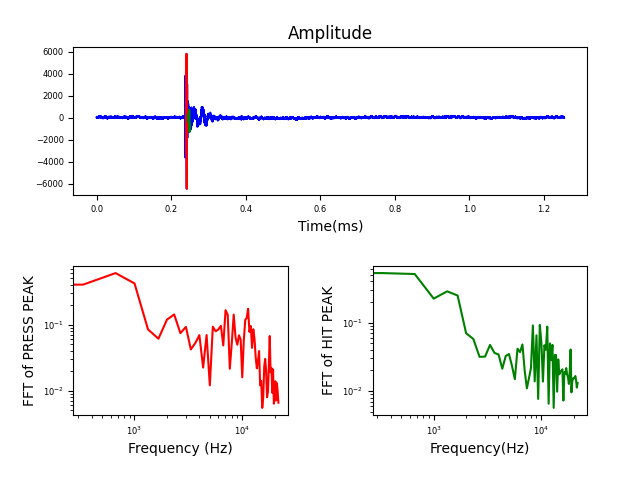 Amplitude
6000
4000
2000
0
−2000
−4000
−6000
0.0 0.2 0.4 0.6 0.8 1.0 1.2
Time(ms)
FFT of PRESS PEAK
10⁻¹
10⁻²
10³ 10⁴
Frequency (Hz)
FFT of HIT PEAK
10⁻¹
10⁻²
10³ 10⁴
Frequency(Hz)